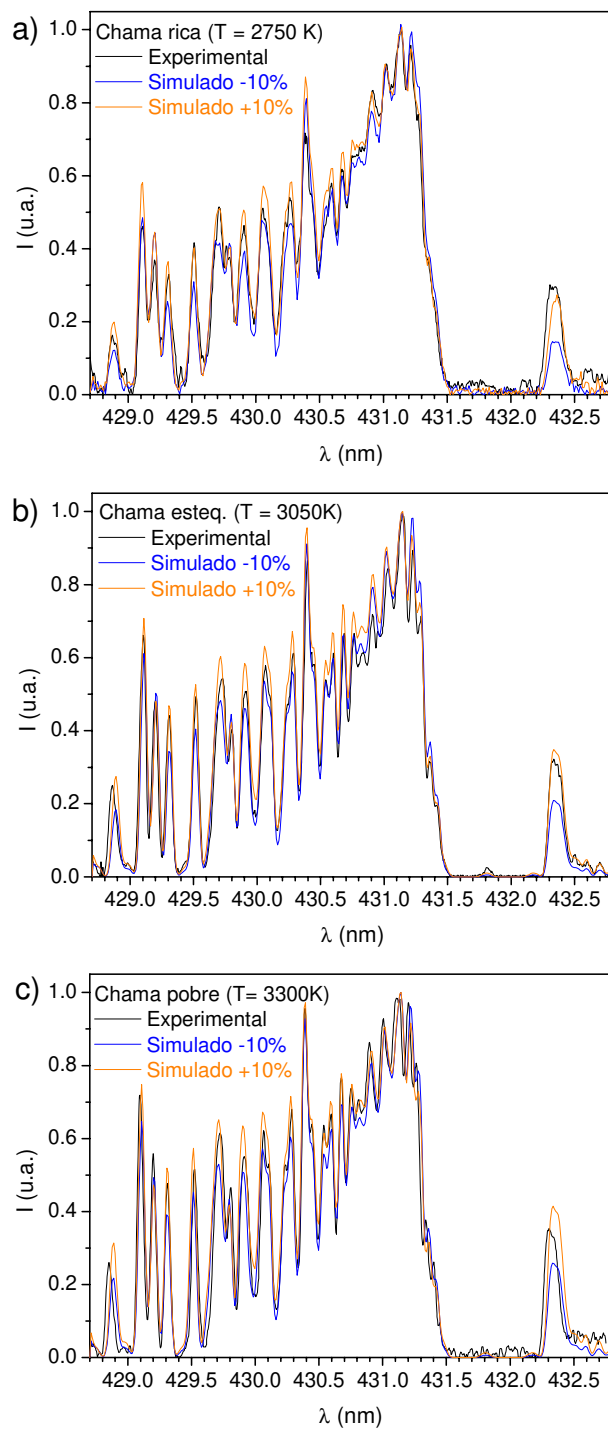 a)
Chama rica (T = 2750 K)
Experimental
Simulado -10%
Simulado +10%
I (u.a.)
1.0
0.8
0.6
0.4
0.2
0.0
429.0 429.5 430.0 430.5 431.0 431.5 432.0 432.5
λ (nm)
b)
Chama esteq. (T = 3050K)
Experimental
Simulado -10%
Simulado +10%
I (u.a.)
1.0
0.8
0.6
0.4
0.2
0.0
429.0 429.5 430.0 430.5 431.0 431.5 432.0 432.5
λ (nm)
c)
Chama pobre (T= 3300K)
Experimental
Simulado -10%
Simulado +10%
I (u.a.)
1.0
0.8
0.6
0.4
0.2
0.0
429.0 429.5 430.0 430.5 431.0 431.5 432.0 432.5
λ (nm)